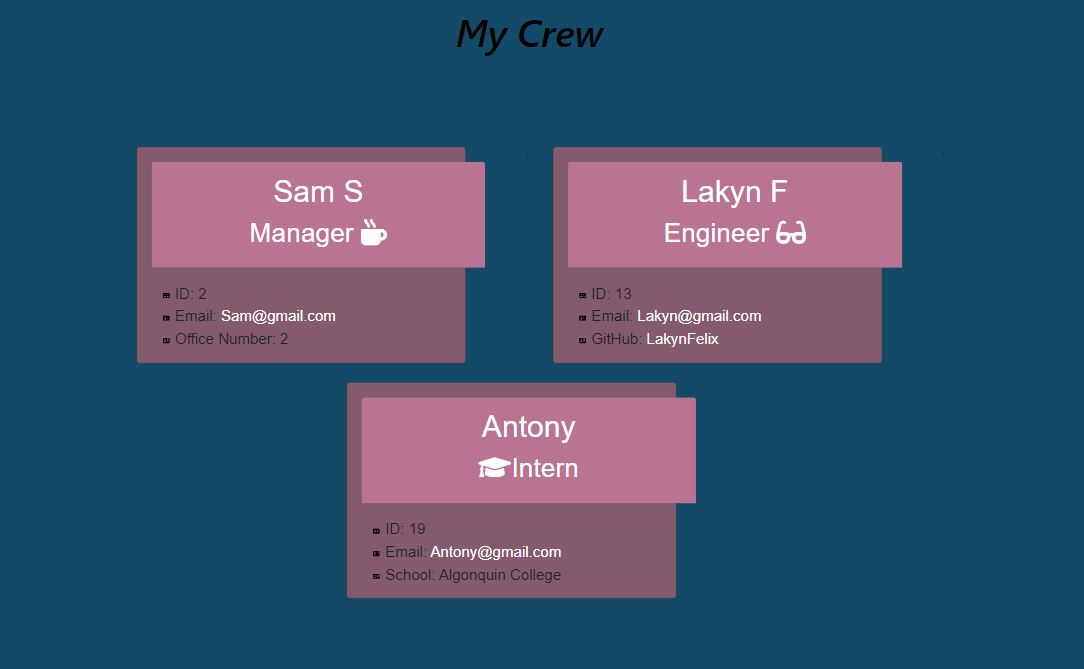 My Crew
Sam S
Manager
ID: 2
Email: Sam@gmail.com
Office Number: 2
Lakyn F
Engineer
ID: 13
Email: Lakyn@gmail.com
GitHub: LakynFelix
Antony
Intern
ID: 19
Email: Antony@gmail.com
School: Algonquin College